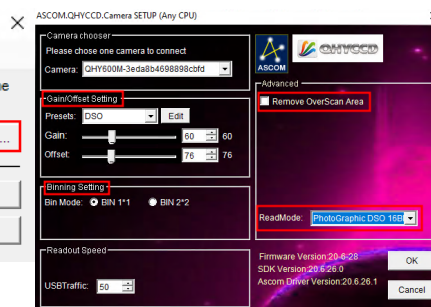 ASCOM.QHYCCD.Camera SETUP (Any CPU)
Camera chooser
Please chose one camera to connect
Camera: QHY600M-3eda8b4698898cbfd
ASCOM
QHYCCD
Gain/Offset Setting
Presets: DSO Edit
Gain: 60 60
Offset: 76 76
Advanced
Remove OverScan Area
Binning Setting
Bin Mode: BIN 1*1 BIN 2*2
ReadMode: PhotoGraphic DSO 16B
Readout Speed
USBTraffic: 50
Firmware Version:20-6-28
SDK Version:20.6.26.0
Ascom Driver Version:20.6.26.1
OK
Cancel